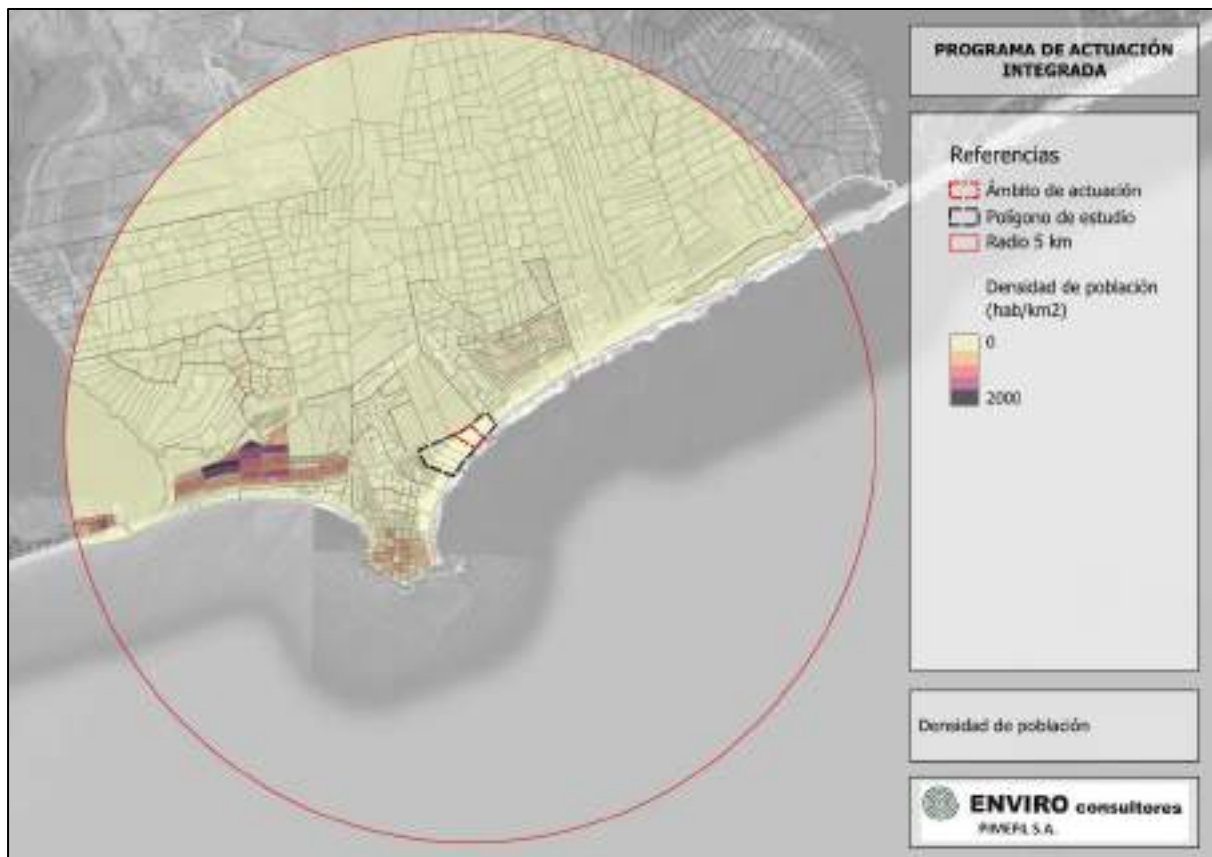 PROGRAMA DE ACTUACIÓN
INTEGRADA
Referencias
Ámbito de actuación
Polígono de estudio
Radio 5 km
Densidad de población
(hab/km2)
0
2000
Densidad de población
ENVIRO consultores
PIMEFIL S.A.